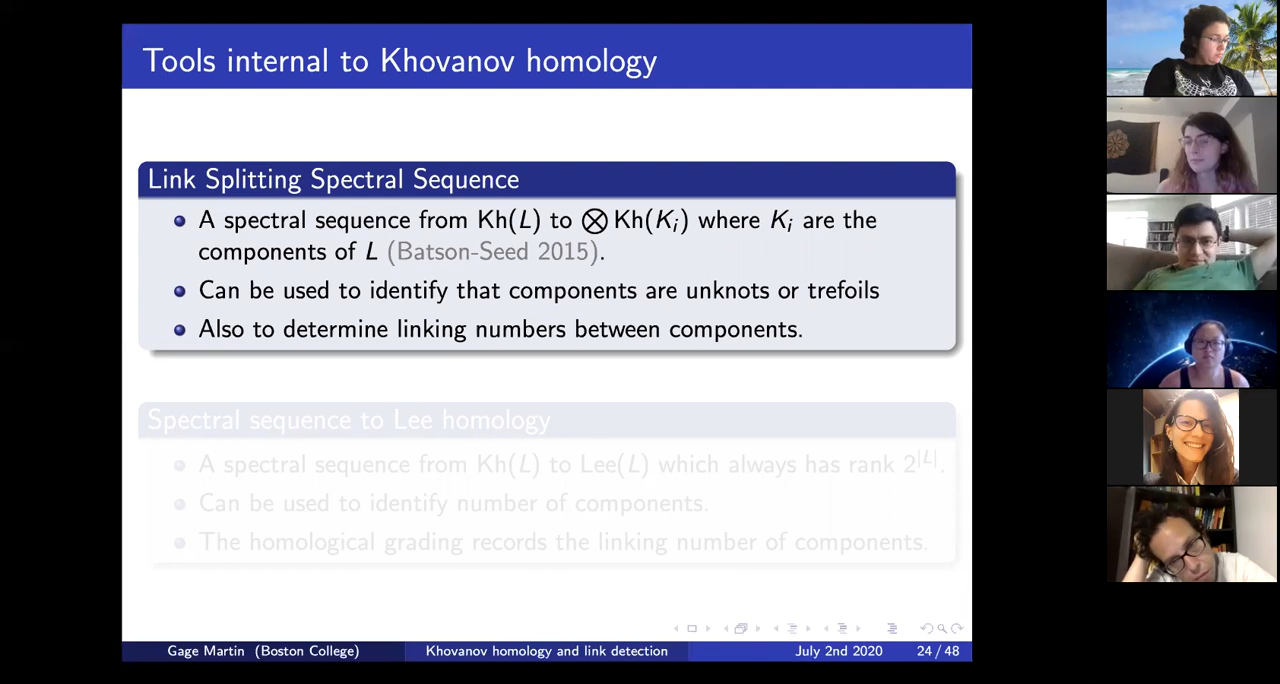 Tools internal to Khovanov homology
Link Splitting Spectral Sequence
A spectral sequence from Kh(L) to ⨂ Kh(Kᵢ) where Kᵢ are the
components of L (Batson-Seed 2015).
Can be used to identify that components are unknots or trefoils
Also to determine linking numbers between components.
Spectral sequence to Lee homology
A spectral sequence from Kh(L) to Lee(L) which always has rank 2^|L|.
Can be used to identify number of components.
The homological grading records the linking number of components.
Gage Martin (Boston College) Khovanov homology and link detection July 2nd 2020 24 / 48